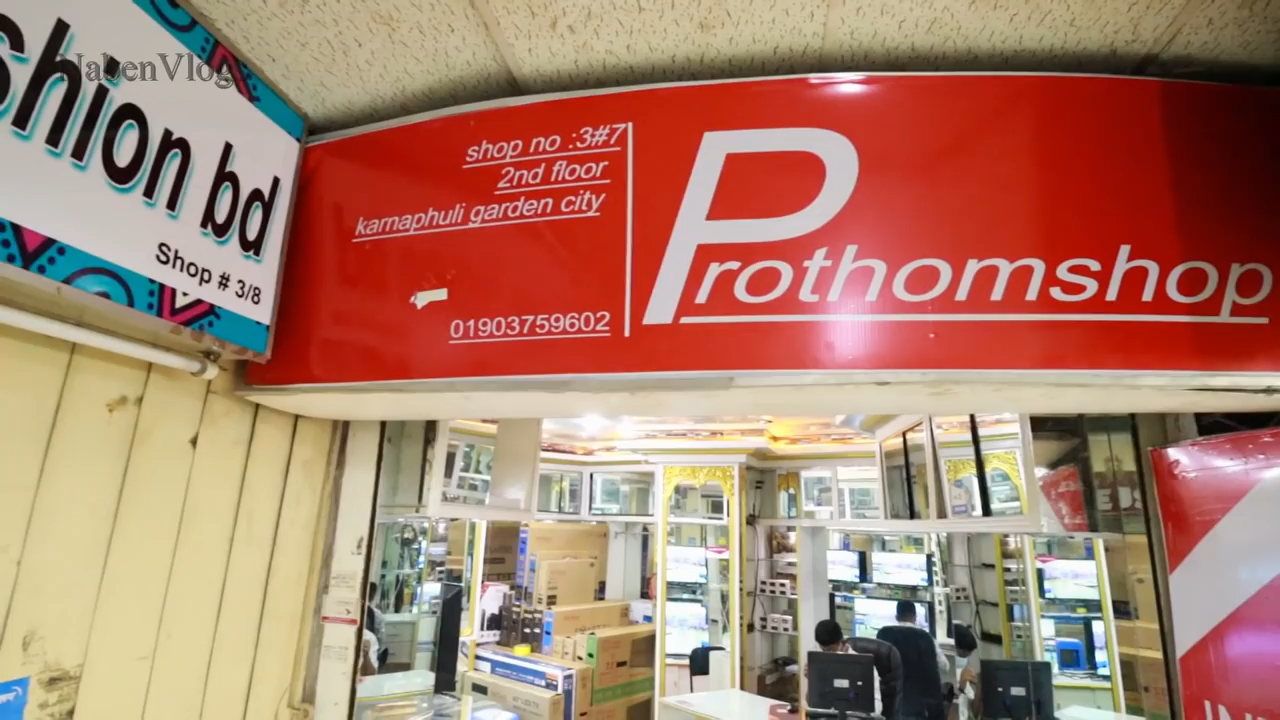 JabenVlog
shion bd
Shop # 3/8
shop no :3#7
2nd floor
karnaphuli garden city
01903759602
Prothomshop